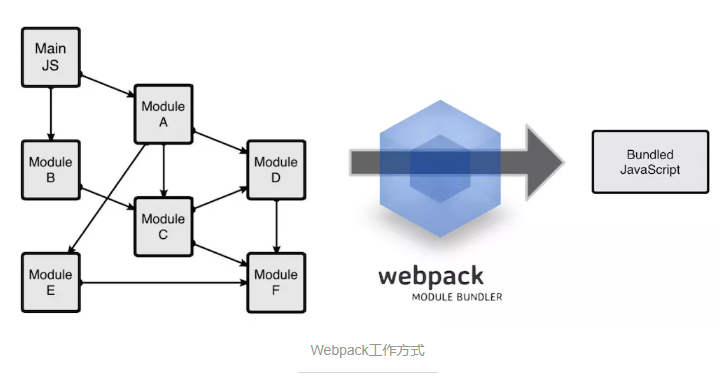 Main
JS
Module
A
Module
B
Module
D
Module
C
Module
E
Module
F
webpack
MODULE BUNDLER
Bundled
JavaScript
Webpack工作方式